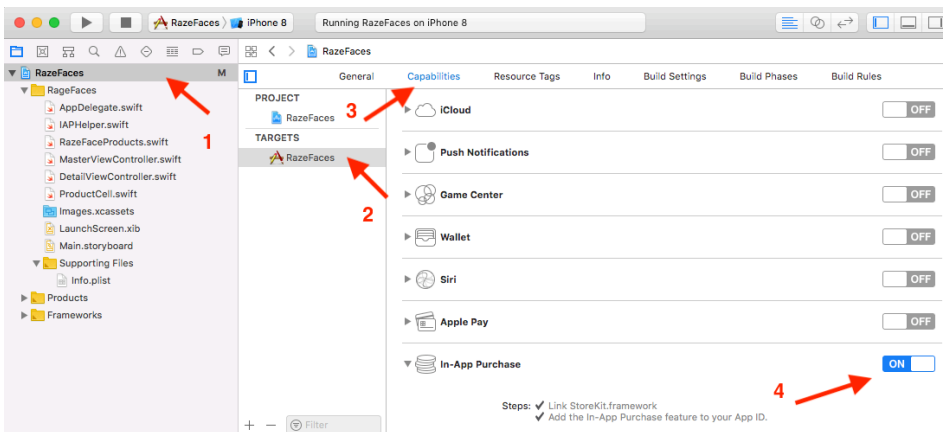 RazeFaces iPhone 8 Running RazeFaces on iPhone 8
RazeFaces
RazeFaces M
RageFaces
AppDelegate.swift
IAPHelper.swift
RazeFaceProducts.swift
MasterViewController.swift
DetailViewController.swift
ProductCell.swift
Images.xcassets
LaunchScreen.xib
Main.storyboard
Supporting Files
Info.plist
Products
Frameworks
1
General Capabilities Resource Tags Info Build Settings Build Phases Build Rules
PROJECT
RazeFaces
TARGETS
RazeFaces
2
3
iCloud OFF
Push Notifications OFF
Game Center OFF
Wallet OFF
Siri OFF
Apple Pay OFF
In-App Purchase ON
4
Steps: ✓ Link StoreKit.framework
✓ Add the In-App Purchase feature to your App ID.
+ − Filter